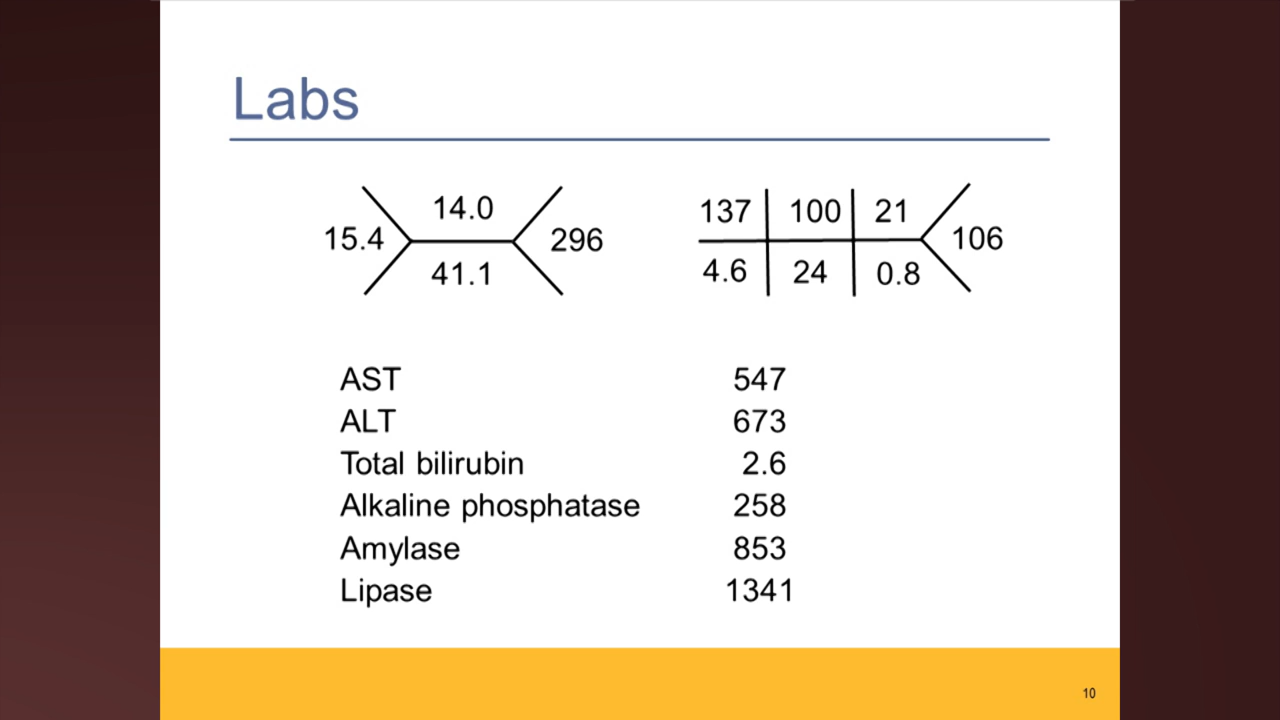 Labs
14.0
15.4
296
41.1
137 100 21
106
4.6 24 0.8
AST 547
ALT 673
Total bilirubin 2.6
Alkaline phosphatase 258
Amylase 853
Lipase 1341
10